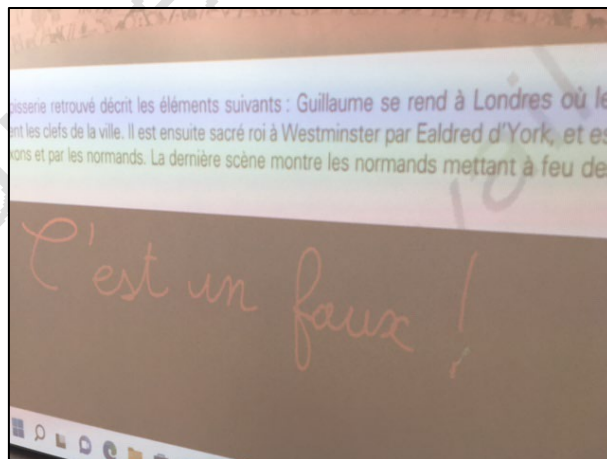 isserie retrouvé décrit les éléments suivants : Guillaume se rend à Londres où le
ent les clefs de la ville. Il est ensuite sacré roi à Westminster par Ealdred d'York, et es
xons et par les normands. La dernière scène montre les normands mettant à feu de
C'est un faux !